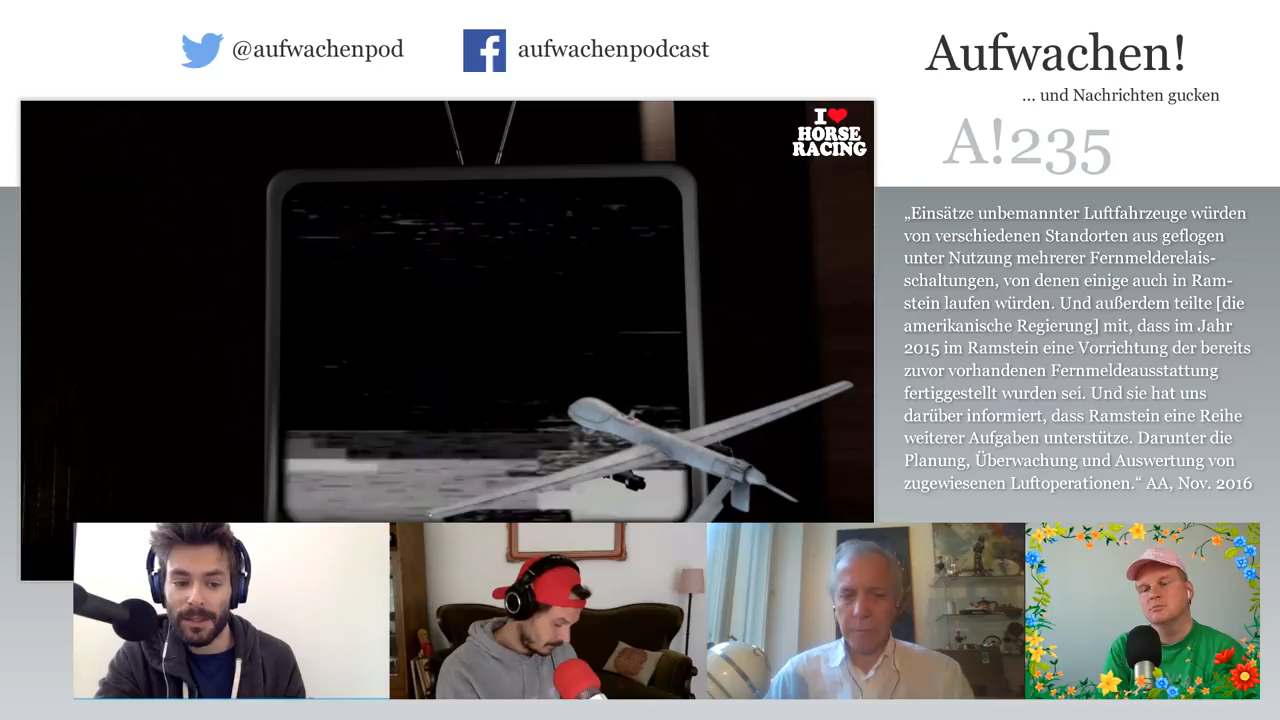 @aufwachenpod
aufwachenpodcast
Aufwachen!
... und Nachrichten gucken
A!235
I
HORSE
RACING
„Einsätze unbemannter Luftfahrzeuge würden
von verschiedenen Standorten aus geflogen
unter Nutzung mehrerer Fernmelderelais-
schaltungen, von denen einige auch in Ram-
stein laufen würden. Und außerdem teilte [die
amerikanische Regierung] mit, dass im Jahr
2015 im Ramstein eine Vorrichtung der bereits
zuvor vorhandenen Fernmeldeausstattung
fertiggestellt wurden sei. Und sie hat uns
darüber informiert, dass Ramstein eine Reihe
weiterer Aufgaben unterstütze. Darunter die
Planung, Überwachung und Auswertung von
zugewiesenen Luftoperationen.“ AA, Nov. 2016